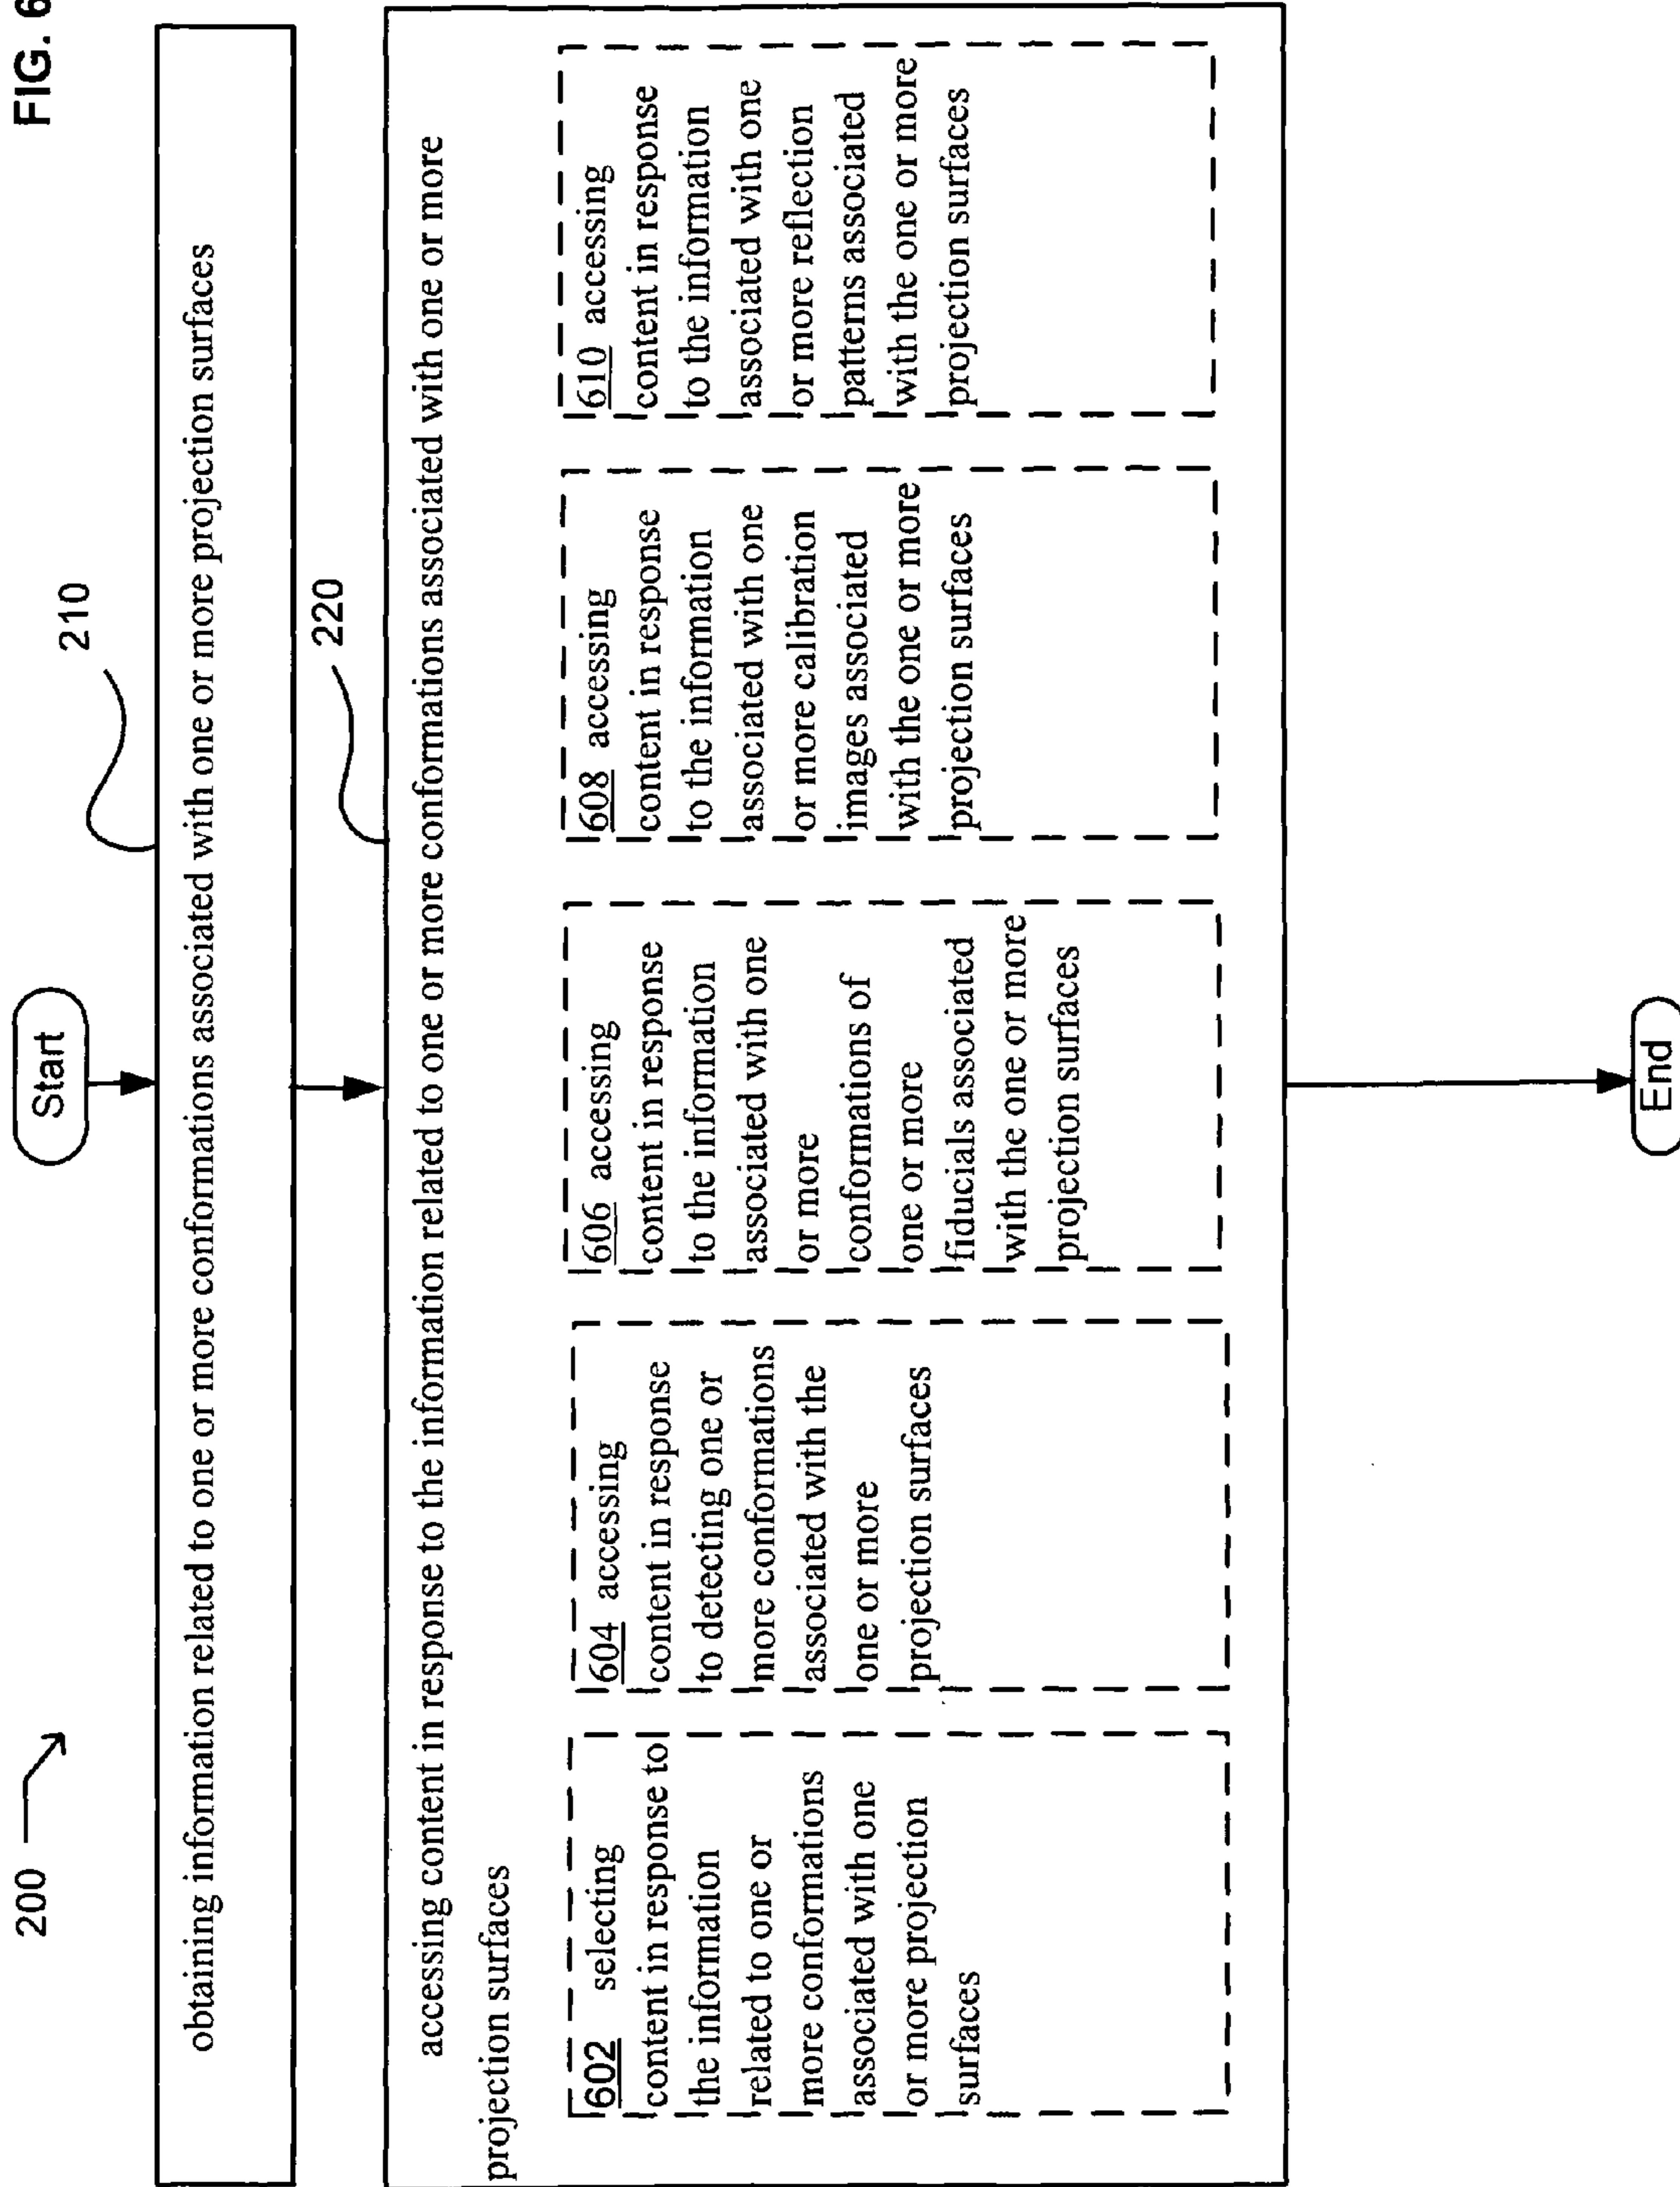 FIG. 6
200
Start
210
obtaining information related to one or more conformations associated with one or more projection surfaces
220
accessing content in response to the information related to one or more conformations associated with one or more
projection surfaces
602 selecting
content in response to
the information
related to one or
more conformations
associated with one
or more projection
surfaces
604 accessing
content in response
to detecting one or
more conformations
associated with the
one or more
projection surfaces
606 accessing
content in response
to the information
associated with one
or more
conformations of
one or more
fiducials associated
with the one or more
projection surfaces
608 accessing
content in response
to the information
associated with one
or more calibration
images associated
with the one or more
projection surfaces
610 accessing
content in response
to the information
associated with one
or more reflection
patterns associated
with the one or more
projection surfaces
End